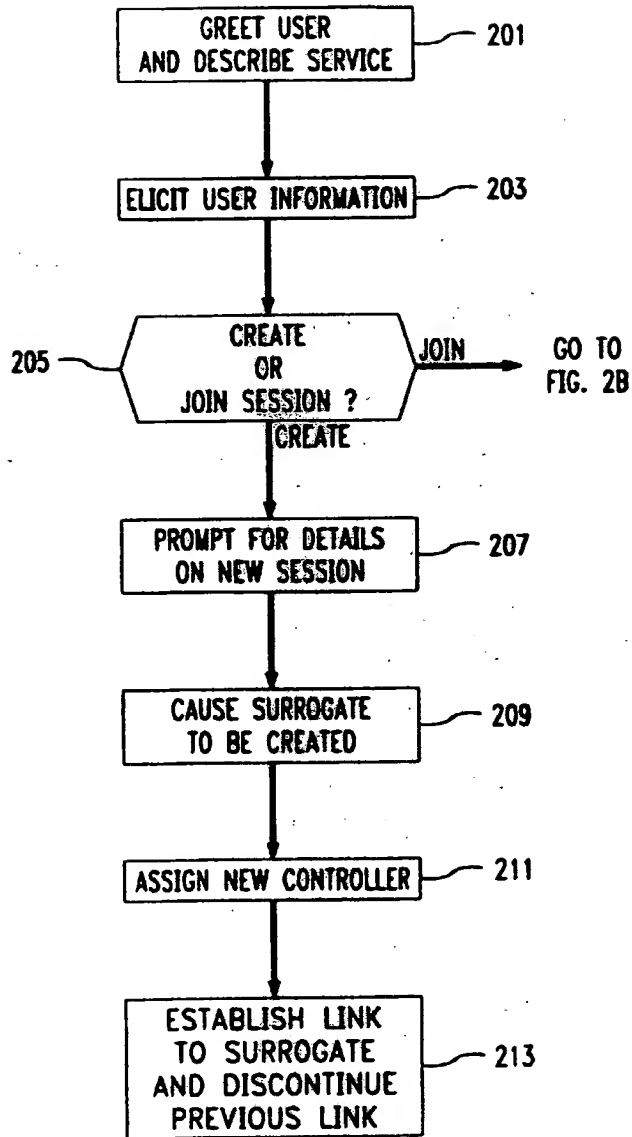 GREET USER
AND DESCRIBE SERVICE
201
ELICIT USER INFORMATION
203
205
CREATE
OR
JOIN SESSION ?
JOIN
GO TO
FIG. 2B
CREATE
PROMPT FOR DETAILS
ON NEW SESSION
207
CAUSE SURROGATE
TO BE CREATED
209
ASSIGN NEW CONTROLLER
211
ESTABLISH LINK
TO SURROGATE
AND DISCONTINUE
PREVIOUS LINK
213